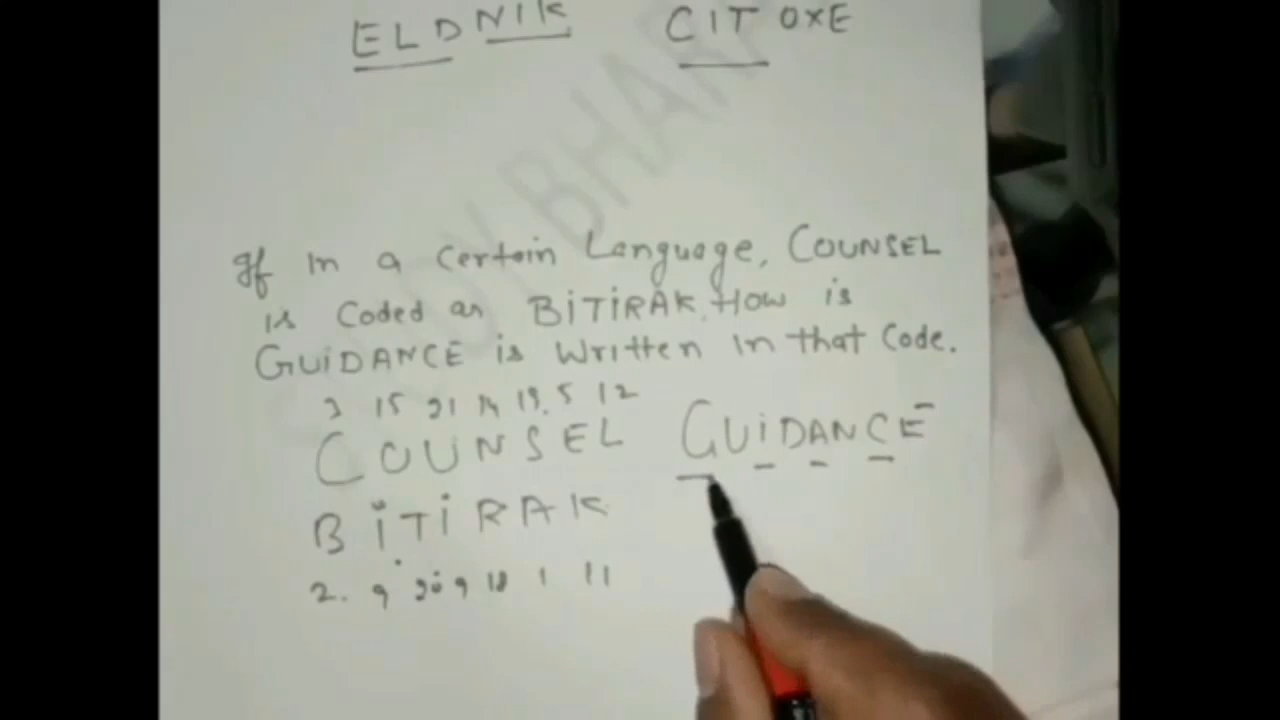 ELDNIK CITOXE
If in a certain Language, COUNSEL
is Coded as BITIRAK. How is
GUIDANCE is written in that Code.
3 15 21 14 19. 5 12
COUNSEL GUIDANCE
BITIRAK
2. 9 20 9 18 1 11